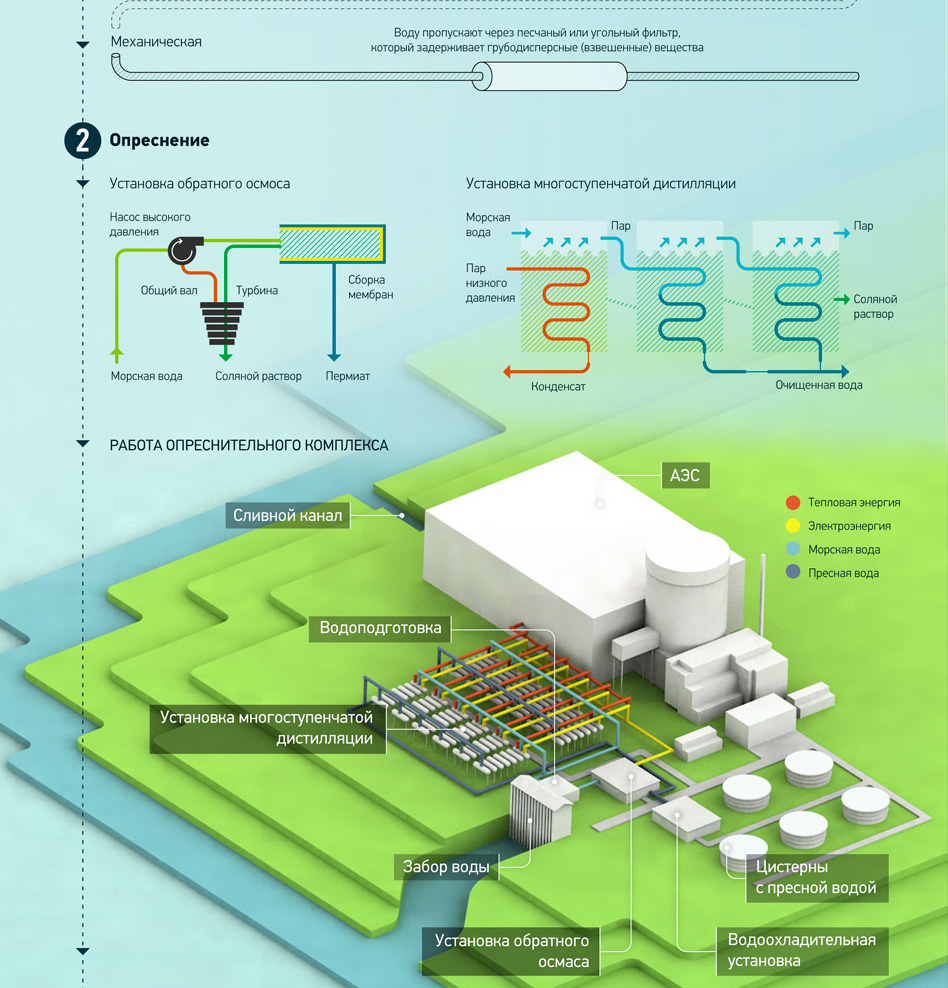 Механическая
Воду пропускают через песчаный или угольный фильтр,
который задерживает грубодисперсные (взвешенные) вещества
2
Опреснение
Установка обратного осмоса
Насос высокого
давления
Общий вал
Турбина
Сборка
мембран
Морская вода
Соляной раствор
Пермиат
Установка многоступенчатой дистилляции
Морская
вода
Пар
Пар
Пар
низкого
давления
Соляной
раствор
Конденсат
Очищенная вода
РАБОТА ОПРЕСНИТЕЛЬНОГО КОМПЛЕКСА
АЭС
Сливной канал
Тепловая энергия
Электроэнергия
Морская вода
Пресная вода
Водоподготовка
Установка многоступенчатой
дистилляции
Забор воды
Цистерны
с пресной водой
Установка обратного
осмаса
Водоохладительная
установка